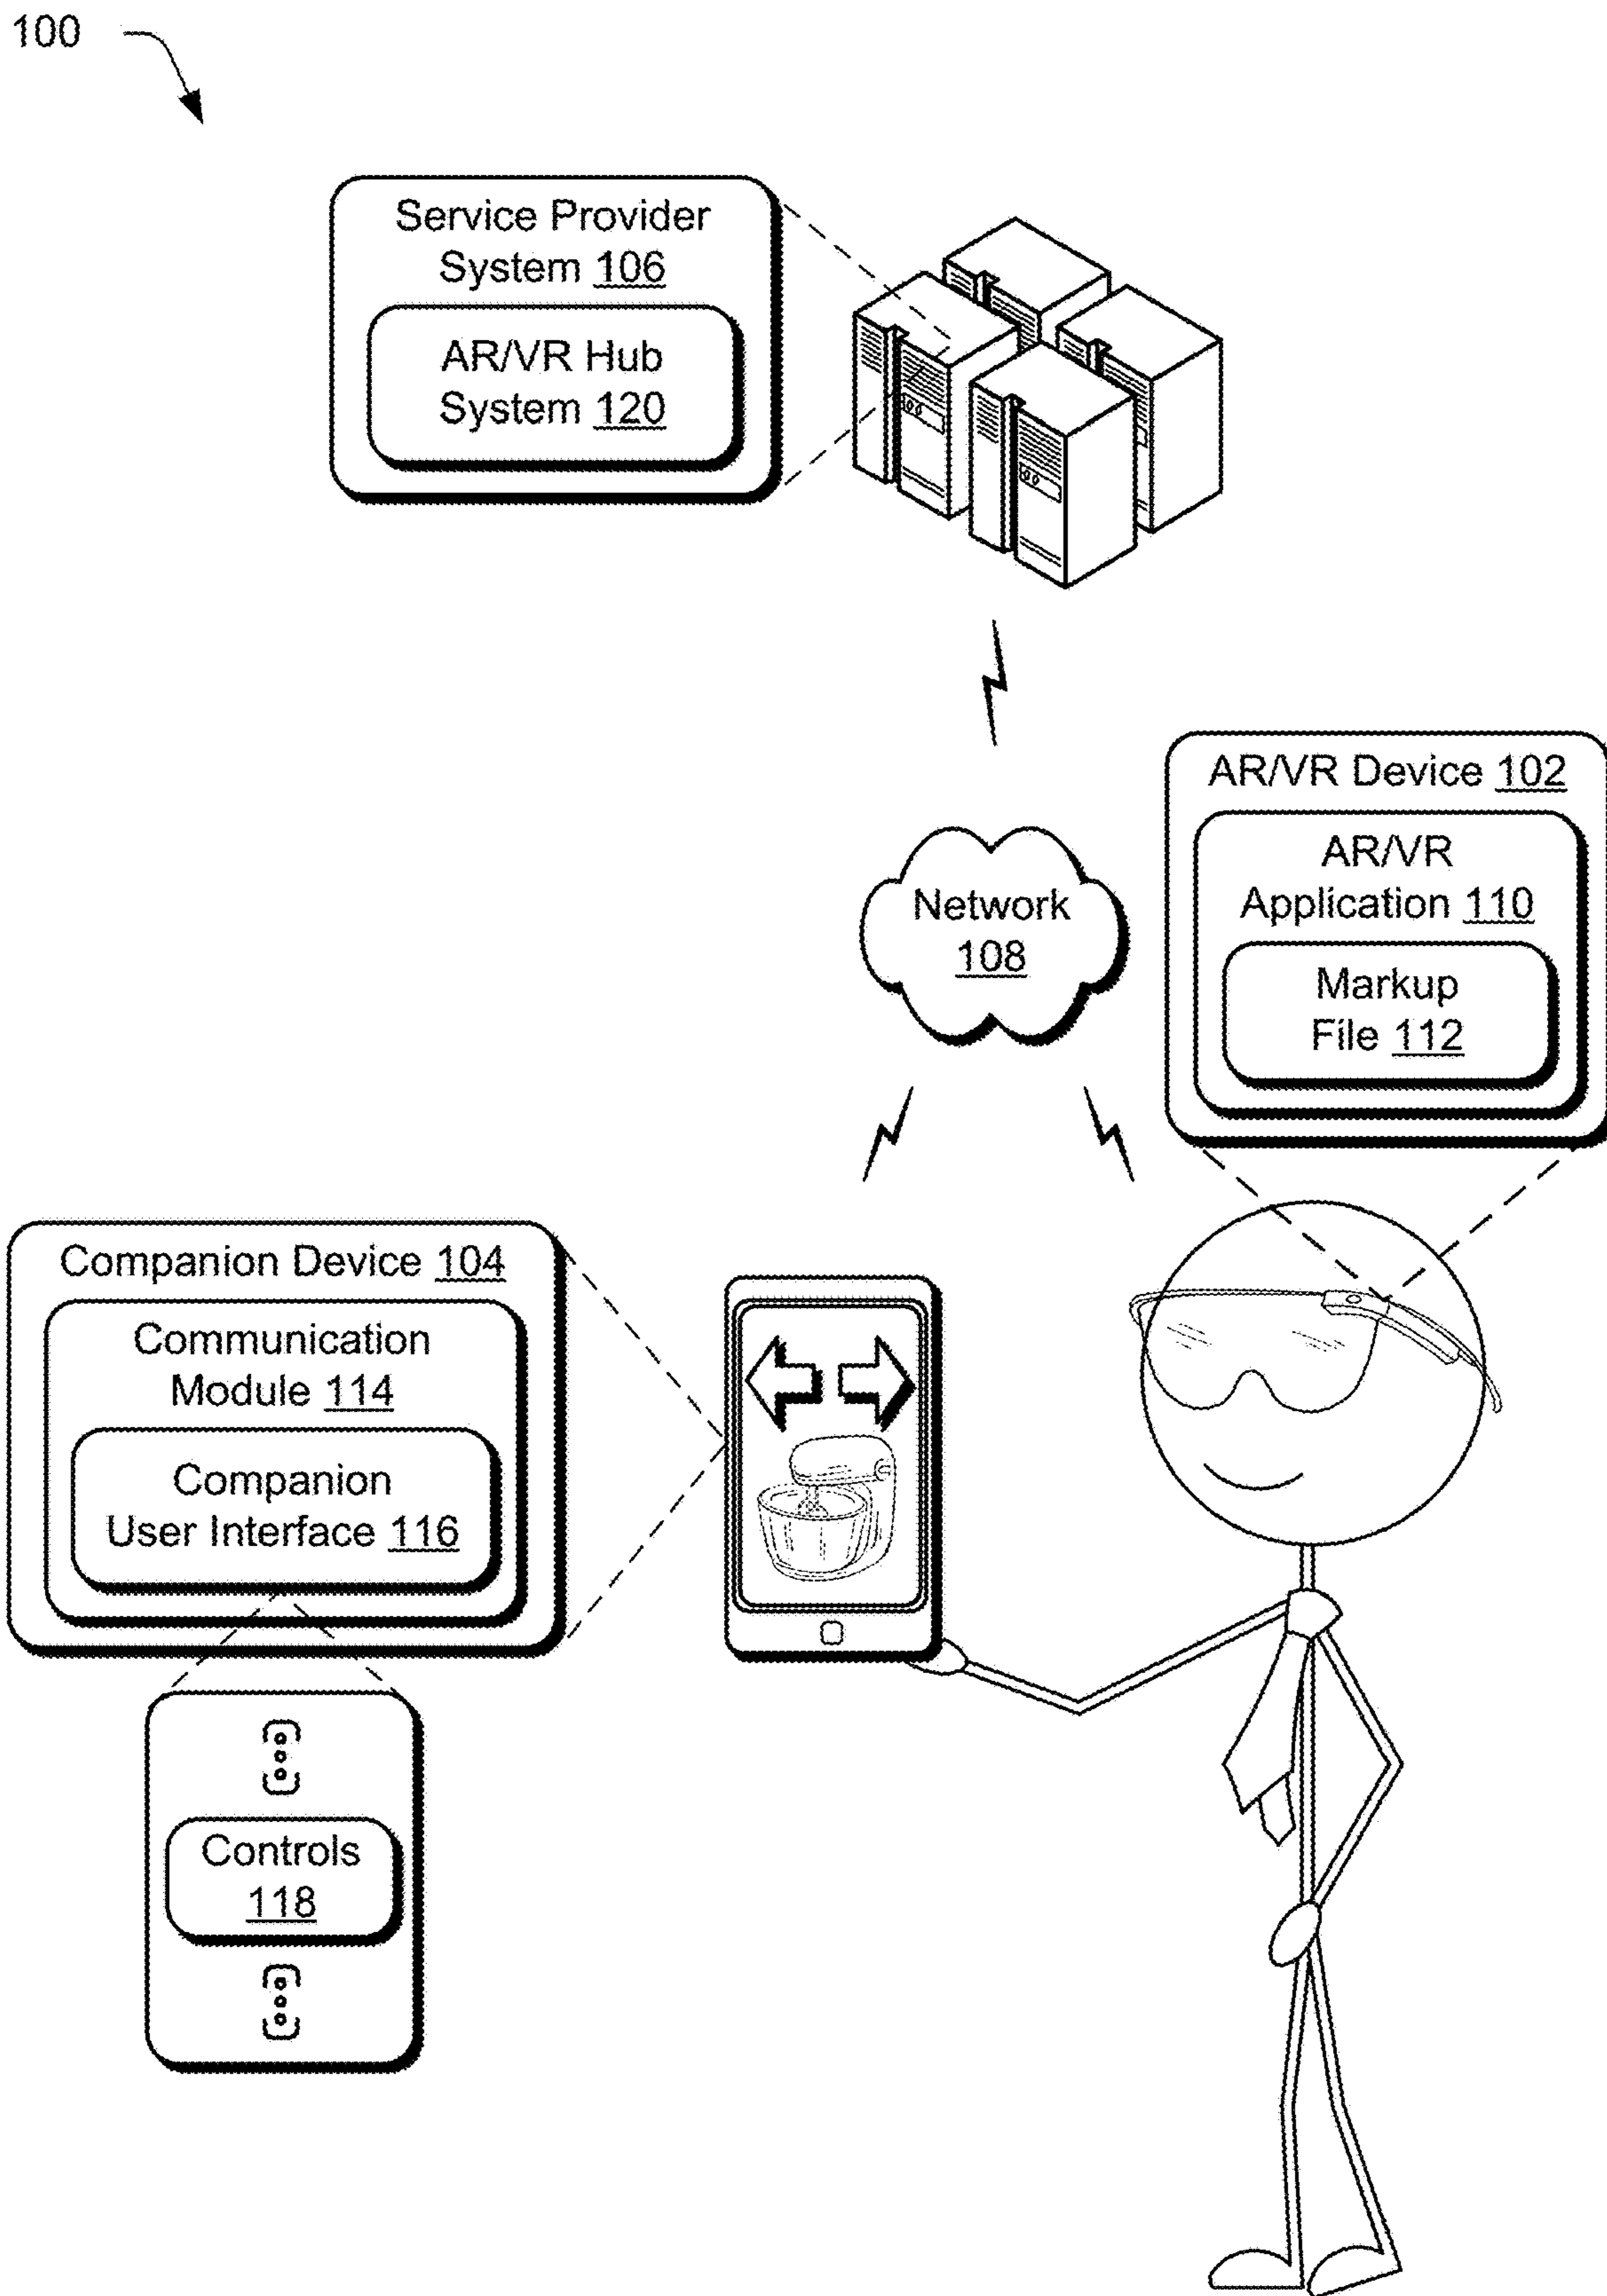 100
Service Provider
System 106
AR/VR Hub
System 120
AR/VR Device 102
AR/VR
Application 110
Markup
File 112
Network
108
Companion Device 104
Communication
Module 114
Companion
User Interface 116
Controls
118